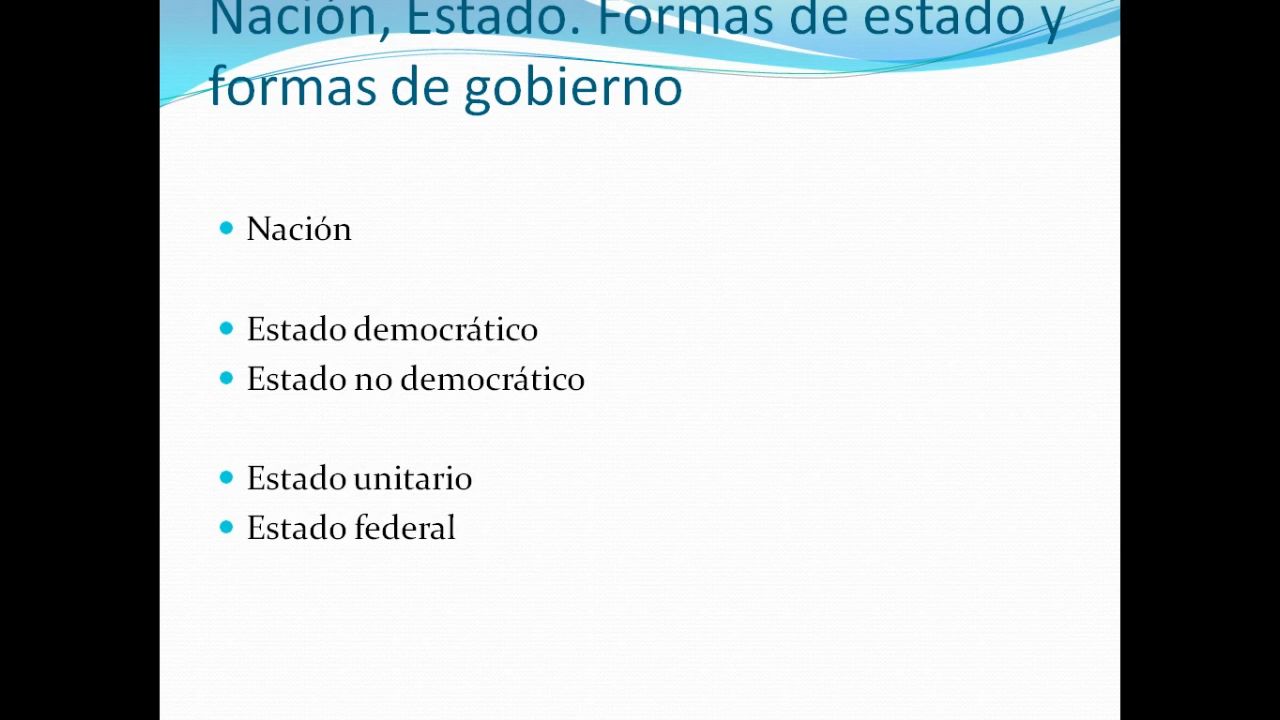 Nación, Estado. Formas de estado y
formas de gobierno
Nación
Estado democrático
Estado no democrático
Estado unitario
Estado federal